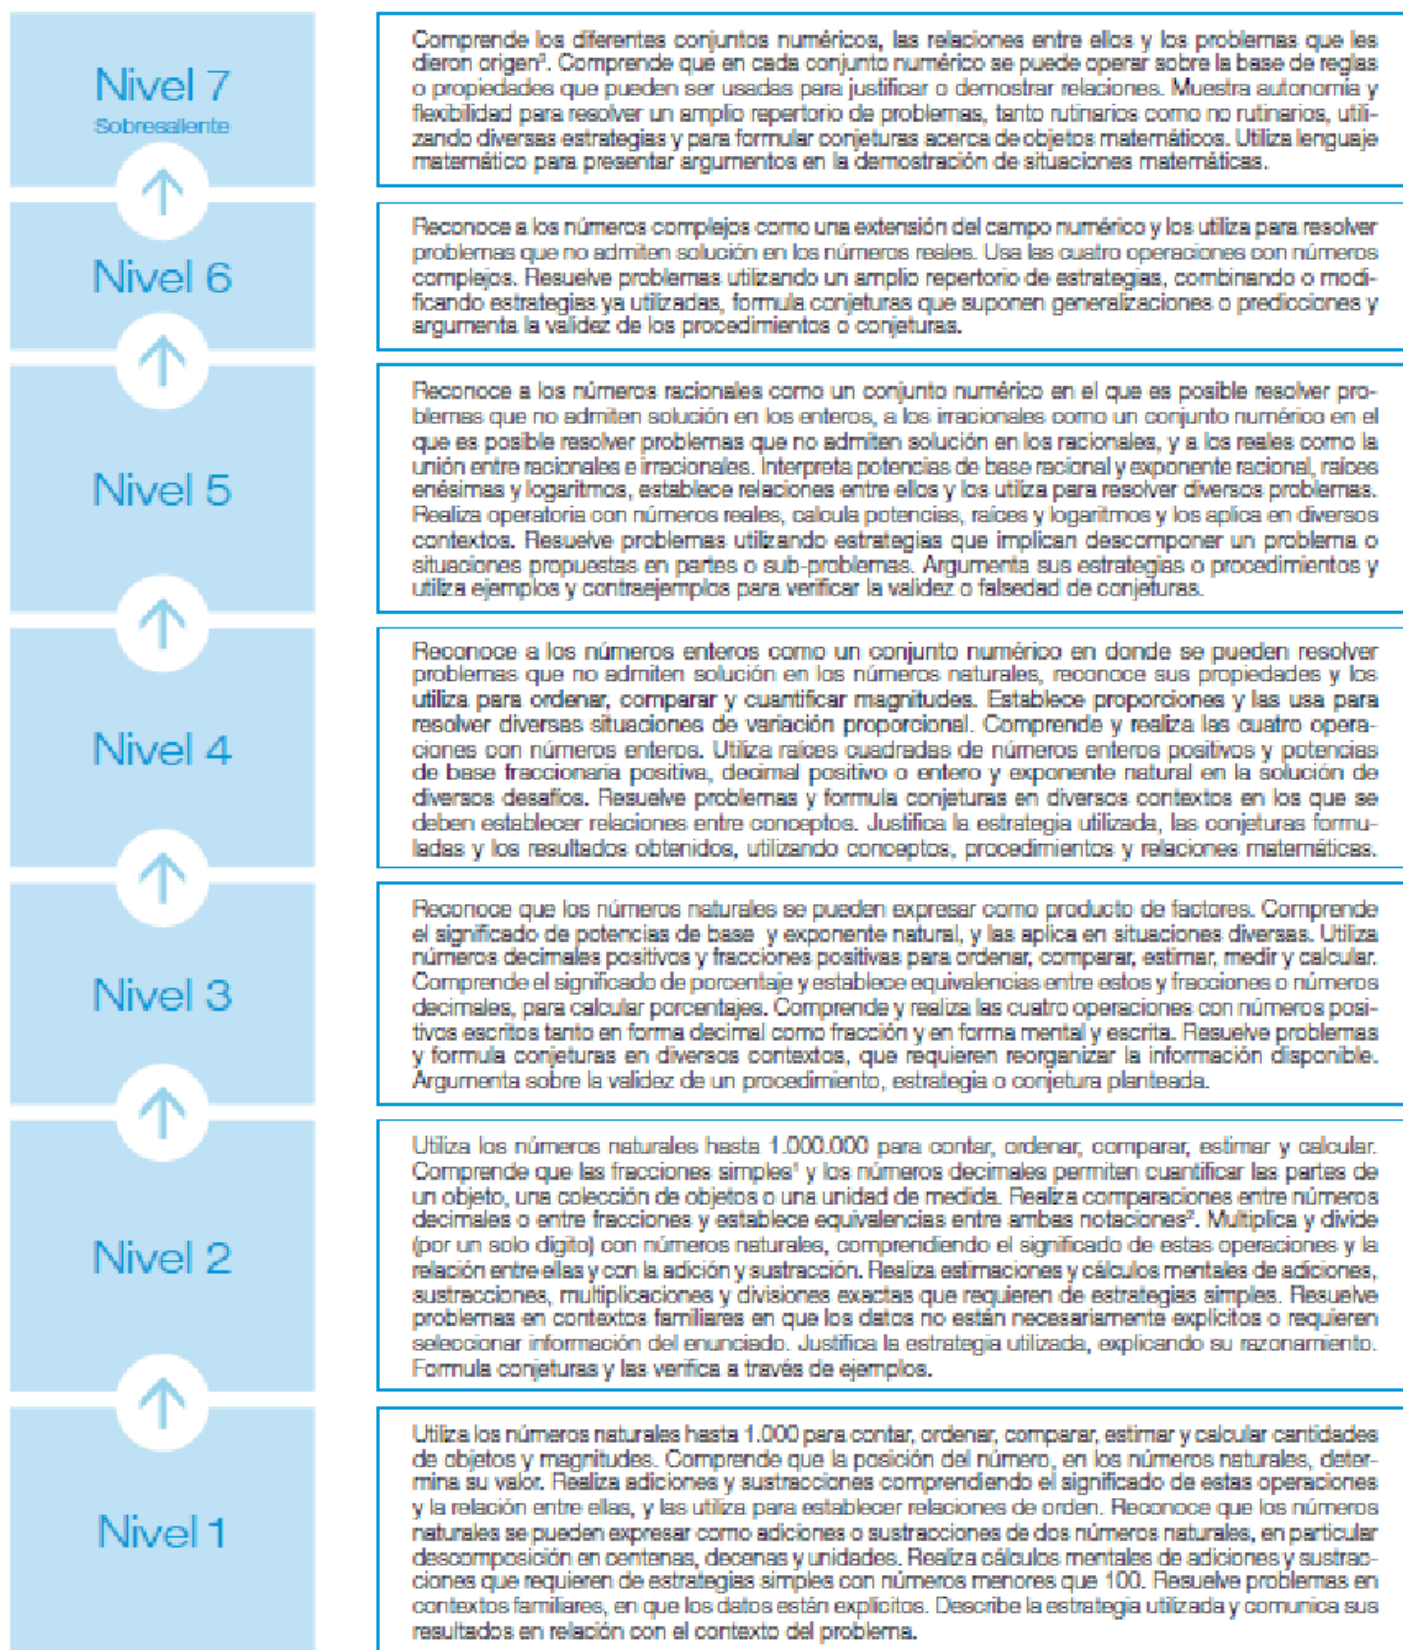 Nivel 7
Sobresaliente
Comprende los diferentes conjuntos numéricos, las relaciones entre ellos y los problemas que les
dieron origen³. Comprende que en cada conjunto numérico se puede operar sobre la base de reglas
o propiedades que pueden ser usadas para justificar o demostrar relaciones. Muestra autonomía y
flexibilidad para resolver un amplio repertorio de problemas, tanto rutinarios como no rutinarios, utili-
zando diversas estrategias y para formular conjeturas acerca de objetos matemáticos. Utiliza lenguaje
matemático para presentar argumentos en la demostración de situaciones matemáticas.
Nivel 6
Reconoce a los números complejos como una extensión del campo numérico y los utiliza para resolver
problemas que no admiten solución en los números reales. Usa las cuatro operaciones con números
complejos. Resuelve problemas utilizando un amplio repertorio de estrategias, combinando o modi-
ficando estrategias ya utilizadas, formula conjeturas que suponen generalizaciones o predicciones y
argumenta la validez de los procedimientos o conjeturas.
Nivel 5
Reconoce a los números racionales como un conjunto numérico en el que es posible resolver pro-
blemas que no admiten solución en los enteros, a los irracionales como un conjunto numérico en el
que es posible resolver problemas que no admiten solución en los racionales, y a los reales como la
unión entre racionales e irracionales. Interpreta potencias de base racional y exponente racional, raíces
enésimas y logaritmos, establece relaciones entre ellos y los utiliza para resolver diversos problemas.
Realiza operatoria con números reales, calcula potencias, raíces y logaritmos y los aplica en diversos
contextos. Resuelve problemas utilizando estrategias que implican descomponer un problema o
situaciones propuestas en partes o sub-problemas. Argumenta sus estrategias o procedimientos y
utiliza ejemplos y contraejemplos para verificar la validez o falsedad de conjeturas.
Nivel 4
Reconoce a los números enteros como un conjunto numérico en donde se pueden resolver
problemas que no admiten solución en los números naturales, reconoce sus propiedades y los
utiliza para ordenar, comparar y cuantificar magnitudes. Establece proporciones y las usa para
resolver diversas situaciones de variación proporcional. Comprende y realiza las cuatro opera-
ciones con números enteros. Utiliza raíces cuadradas de números enteros positivos y potencias
de base fraccionaria positiva, decimal positivo o entero y exponente natural en la solución de
diversos desafíos. Resuelve problemas y formula conjeturas en diversos contextos en los que se
deben establecer relaciones entre conceptos. Justifica la estrategia utilizada, las conjeturas formu-
ladas y los resultados obtenidos, utilizando conceptos, procedimientos y relaciones matemáticas.
Nivel 3
Reconoce que los números naturales se pueden expresar como producto de factores. Comprende
el significado de potencias de base y exponente natural, y las aplica en situaciones diversas. Utiliza
números decimales positivos y fracciones positivas para ordenar, comparar, estimar, medir y calcular.
Comprende el significado de porcentaje y establece equivalencias entre estos y fracciones o números
decimales, para calcular porcentajes. Comprende y realiza las cuatro operaciones con números posi-
tivos escritos tanto en forma decimal como fracción y en forma mental y escrita. Resuelve problemas
y formula conjeturas en diversos contextos, que requieren reorganizar la información disponible.
Argumenta sobre la validez de un procedimiento, estrategia o conjetura planteada.
Nivel 2
Utiliza los números naturales hasta 1.000.000 para contar, ordenar, comparar, estimar y calcular.
Comprende que las fracciones simples¹ y los números decimales permiten cuantificar las partes de
un objeto, una colección de objetos o una unidad de medida. Realiza comparaciones entre números
decimales o entre fracciones y establece equivalencias entre ambas notaciones². Multiplica y divide
(por un solo dígito) con números naturales, comprendiendo el significado de estas operaciones y la
relación entre ellas y con la adición y sustracción. Realiza estimaciones y cálculos mentales de adiciones,
sustracciones, multiplicaciones y divisiones exactas que requieren de estrategias simples. Resuelve
problemas en contextos familiares en que los datos no están necesariamente explícitos o requieren
seleccionar información del enunciado. Justifica la estrategia utilizada, explicando su razonamiento.
Formula conjeturas y las verifica a través de ejemplos.
Nivel 1
Utiliza los números naturales hasta 1.000 para contar, ordenar, comparar, estimar y calcular cantidades
de objetos y magnitudes. Comprende que la posición del número, en los números naturales, deter-
mina su valor. Realiza adiciones y sustracciones comprendiendo el significado de estas operaciones
y la relación entre ellas, y las utiliza para establecer relaciones de orden. Reconoce que los números
naturales se pueden expresar como adiciones o sustracciones de dos números naturales, en particular
descomposición en centenas, decenas y unidades. Realiza cálculos mentales de adiciones y sustrac-
ciones que requieren de estrategias simples con números menores que 100. Resuelve problemas en
contextos familiares, en que los datos están explícitos. Describe la estrategia utilizada y comunica sus
resultados en relación con el contexto del problema.